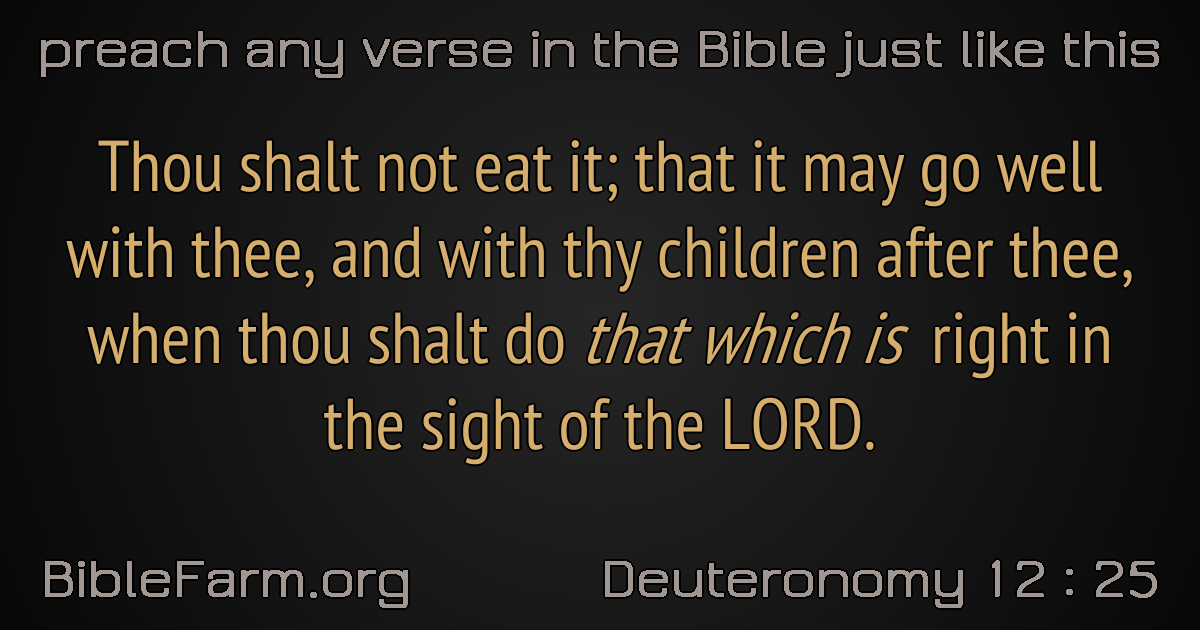 preach any verse in the Bible just like this
Thou shalt not eat it; that it may go well
with thee, and with thy children after thee,
when thou shalt do that which is right in
the sight of the LORD.
BibleFarm.org
Deuteronomy 12 : 25